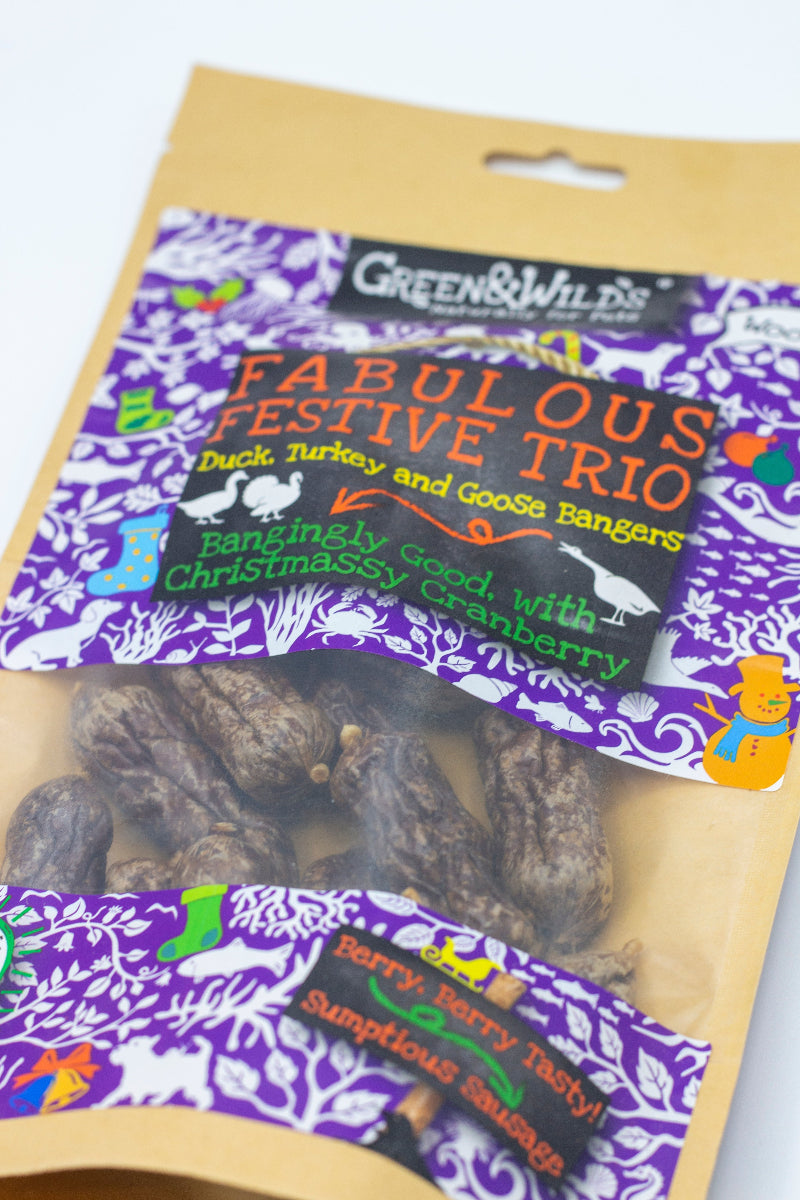 GREEN&WILD'S
Naturally for Pets
FABULOUS
FESTIVE TRIO
Duck, Turkey and Goose Bangers
Bangingly Good, with
Christmassy Cranberry
Berry, Berry Tasty!
Sumptious Sausage